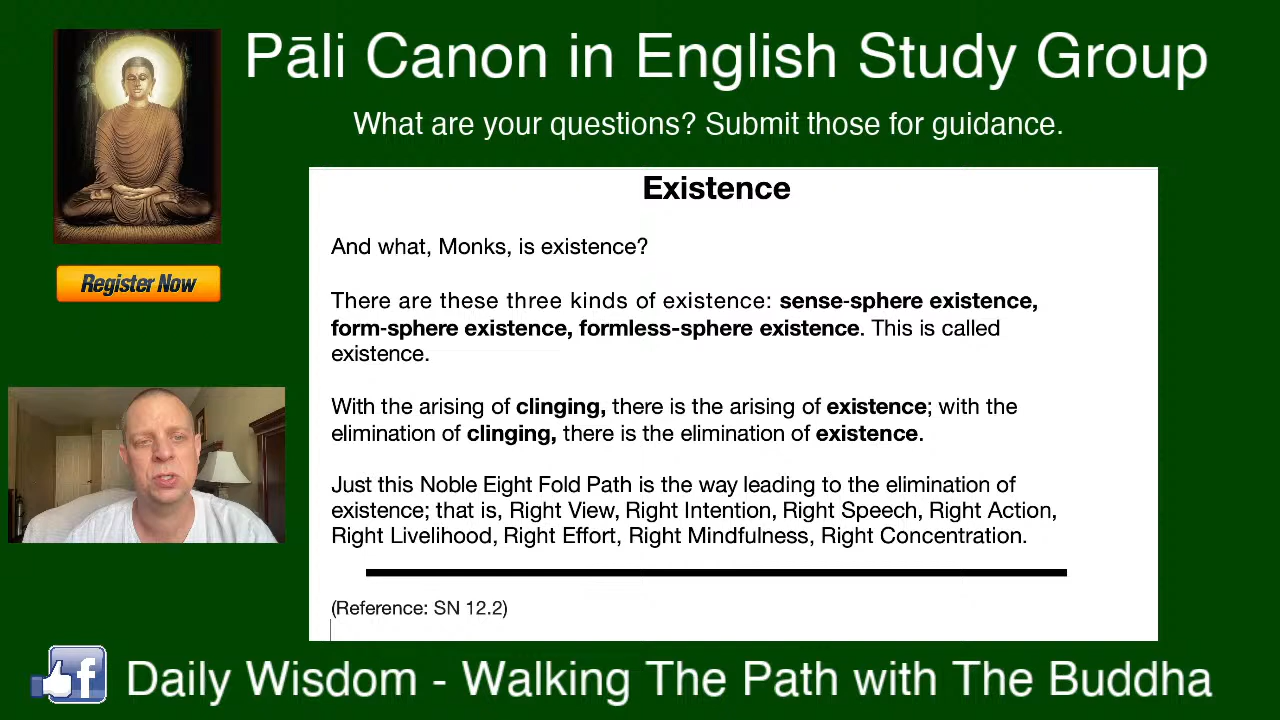 Pāli Canon in English Study Group
What are your questions? Submit those for guidance.
Register Now
Existence
And what, Monks, is existence?
There are these three kinds of existence: sense-sphere existence,
form-sphere existence, formless-sphere existence. This is called
existence.
With the arising of clinging, there is the arising of existence; with the
elimination of clinging, there is the elimination of existence.
Just this Noble Eight Fold Path is the way leading to the elimination of
existence; that is, Right View, Right Intention, Right Speech, Right Action,
Right Livelihood, Right Effort, Right Mindfulness, Right Concentration.
(Reference: SN 12.2)
f
Daily Wisdom - Walking The Path with The Buddha